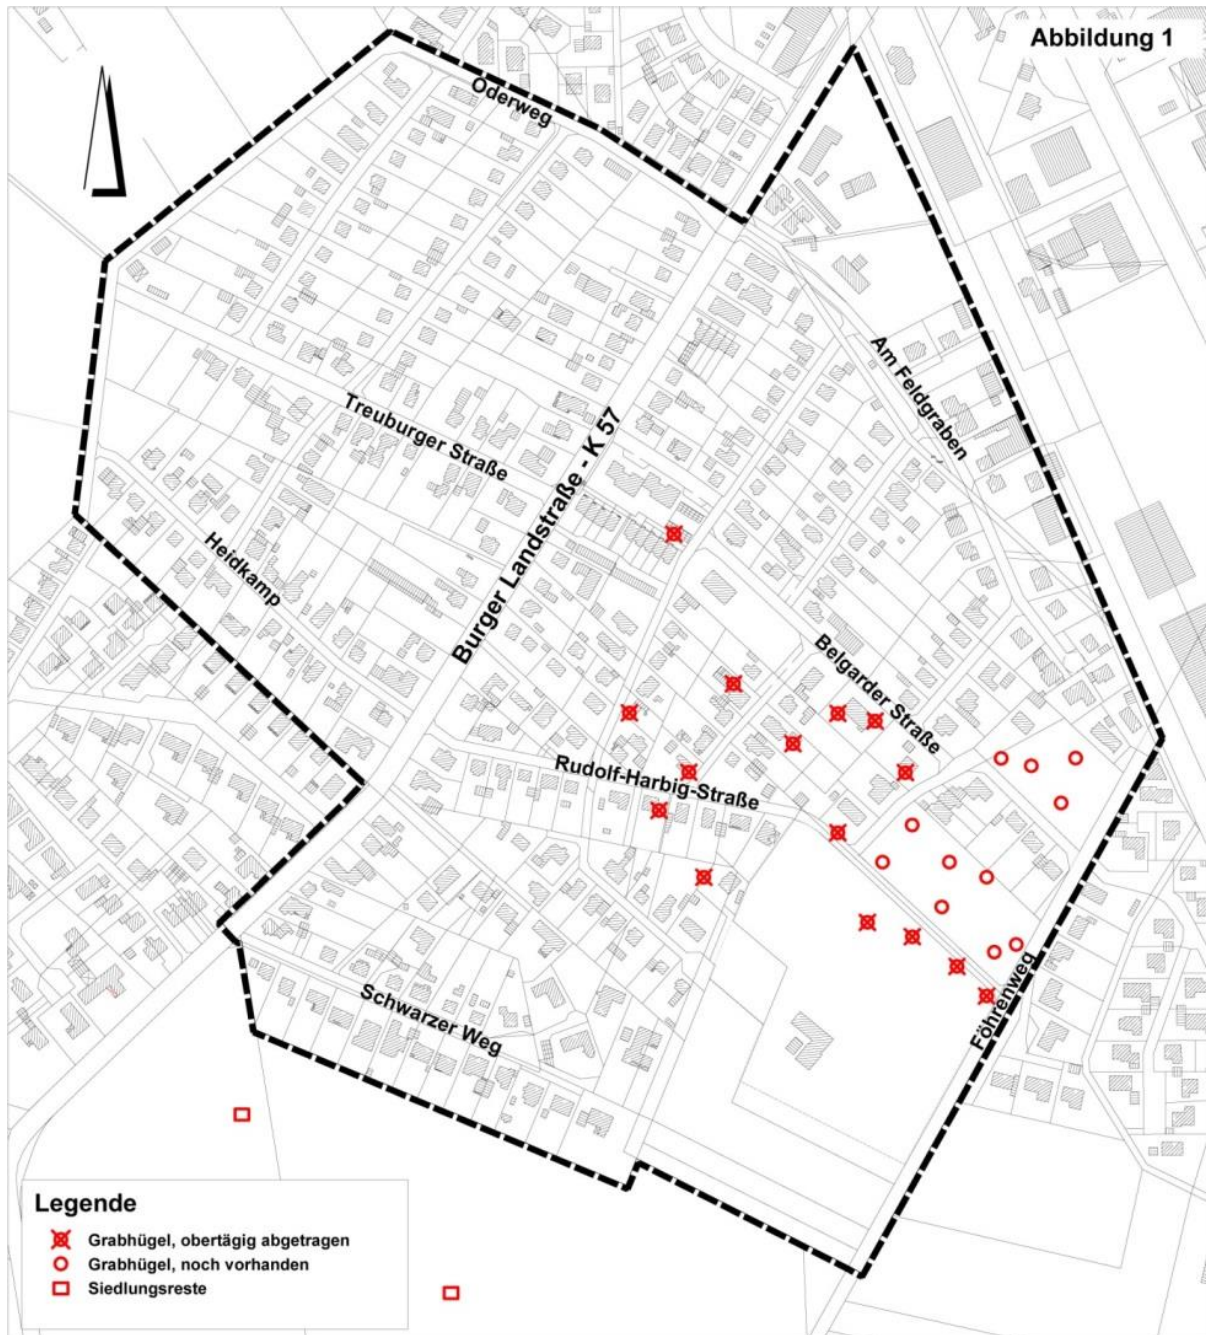 Abbildung 1
Oderweg
Am Feldgraben
Treuburger Straße
Burger Landstraße - K 57
Heidkamp
Belgarder Straße
Rudolf-Harbig-Straße
Föhrenweg
Schwarzer Weg
Legende
Grabhügel, obertägig abgetragen
Grabhügel, noch vorhanden
Siedlungsreste